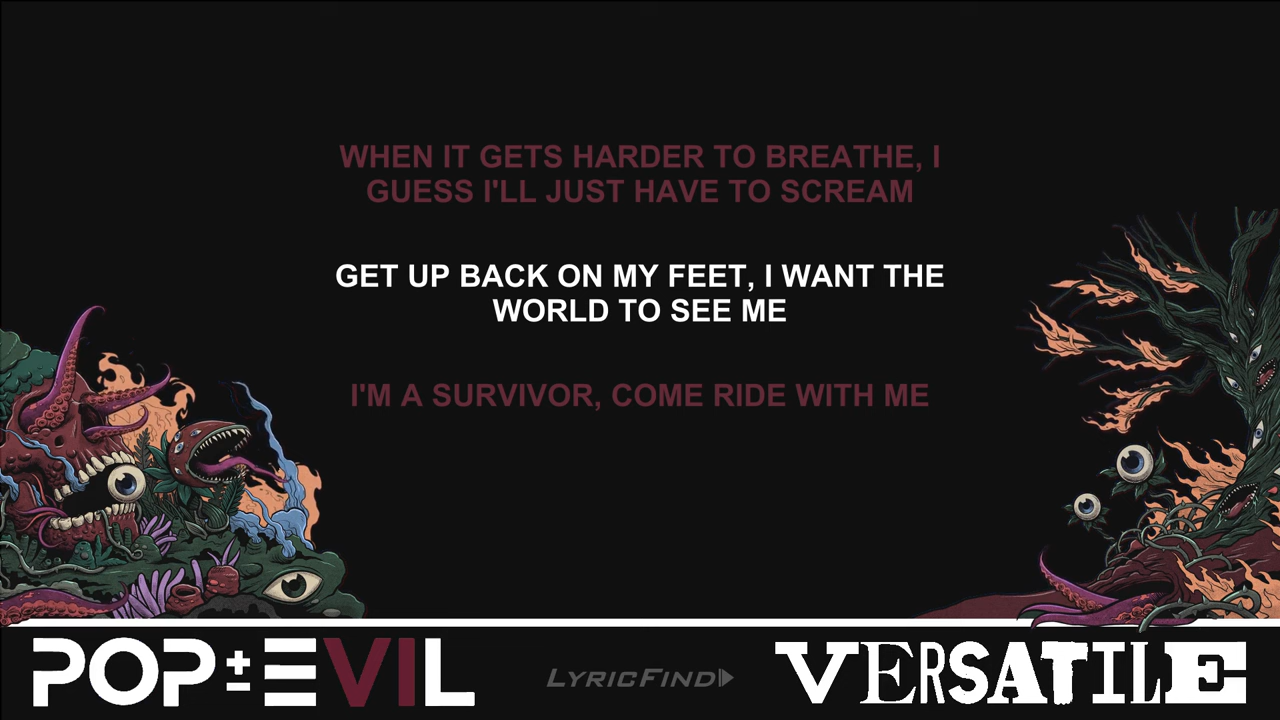 WHEN IT GETS HARDER TO BREATHE, I
GUESS I'LL JUST HAVE TO SCREAM
GET UP BACK ON MY FEET, I WANT THE
WORLD TO SEE ME
I'M A SURVIVOR, COME RIDE WITH ME
POP±EVIL
LYRICFIND
VERSATILE